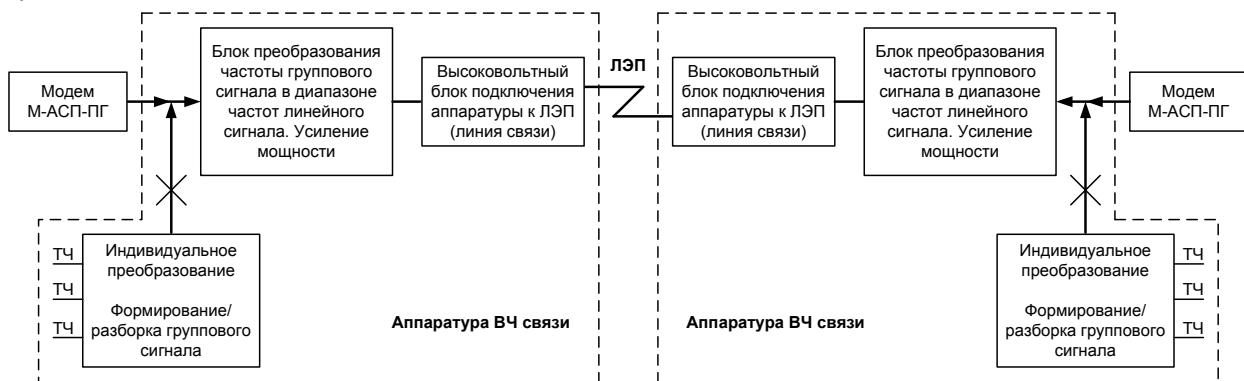 Модем
М-АСП-ПГ
Блок преобразования
частоты группового
сигнала в диапазоне
частот линейного
сигнала. Усиление
мощности
Высоковольтный
блок подключения
аппаратуры к ЛЭП
(линия связи)
ЛЭП
Высоковольтный
блок подключения
аппаратуры к ЛЭП
(линия связи)
Блок преобразования
частоты группового
сигнала в диапазоне
частот линейного
сигнала. Усиление
мощности
Модем
М-АСП-ПГ
ТЧ
ТЧ
Индивидуальное
преобразование
Формирование/
разборка группового
сигнала
Аппаратура ВЧ связи
Аппаратура ВЧ связи
Индивидуальное
преобразование
Формирование/
разборка группового
сигнала
ТЧ
ТЧ